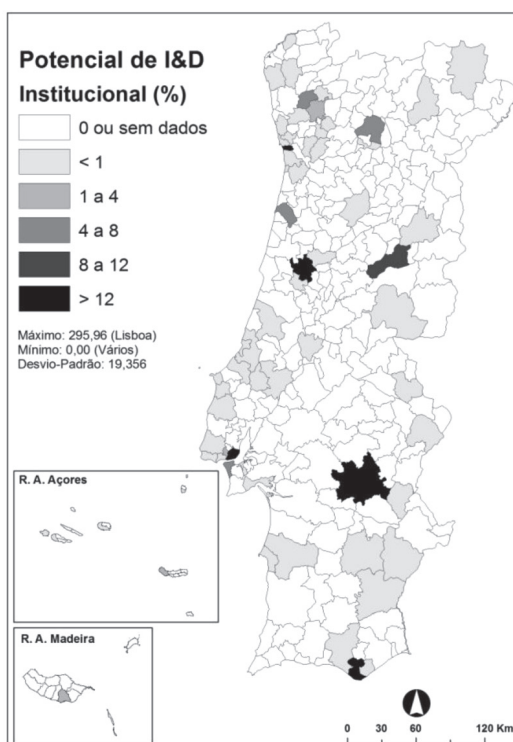 Potencial de I&D
Institucional (%)
0 ou sem dados
< 1
1 a 4
4 a 8
8 a 12
> 12
Máximo: 295,96 (Lisboa)
Mínimo: 0,00 (Vários)
Desvio-Padrão: 19,356
R. A. Açores
R. A. Madeira
0 30 60 120 Km